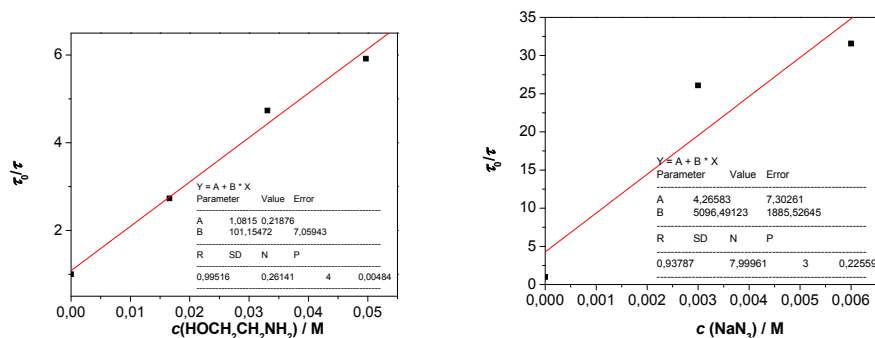 6
4
2
τ0/τ
Y = A + B * X
Parameter Value Error
A 1,0815 0,21876
B 101,15472 7,05943
R SD N P
0,99516 0,26141 4 0,00484
0,00 0,01 0,02 0,03 0,04 0,05
c(HOCH2CH2NH2) / M
35
30
25
20
15
10
5
0
τ0/τ
Y = A + B * X
Parameter Value Error
A 4,26583 7,30261
B 5096,49123 1885,52645
R SD N P
0,93787 7,99961 3 0,22559
0,000 0,001 0,002 0,003 0,004 0,005 0,006
c (NaN3) / M